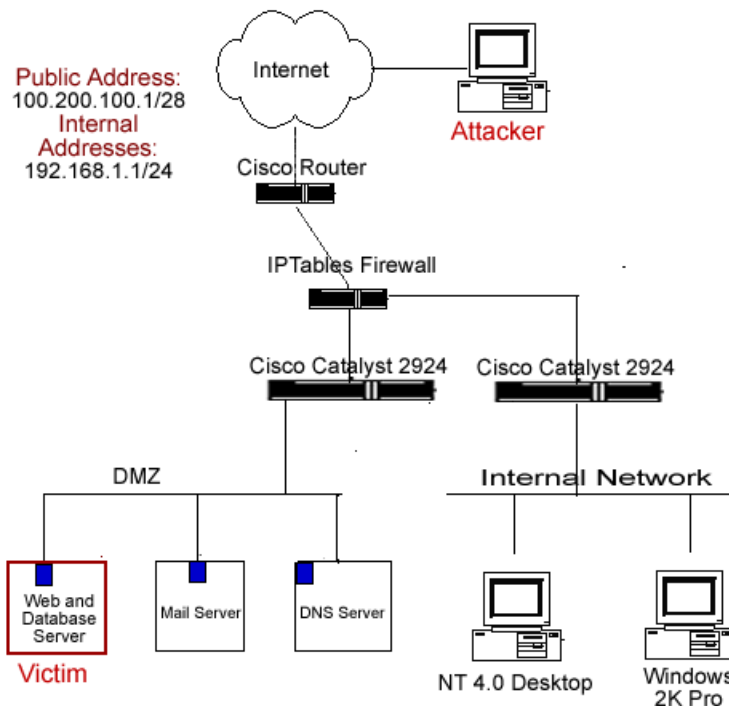 Internet
Public Address:
100.200.100.1/28
Internal
Addresses:
192.168.1.1/24
Attacker
Cisco Router
IPTables Firewall
Cisco Catalyst 2924
Cisco Catalyst 2924
DMZ
Internal Network
Web and
Database
Server
Mail Server
DNS Server
Victim
NT 4.0 Desktop
Windows
2K Pro